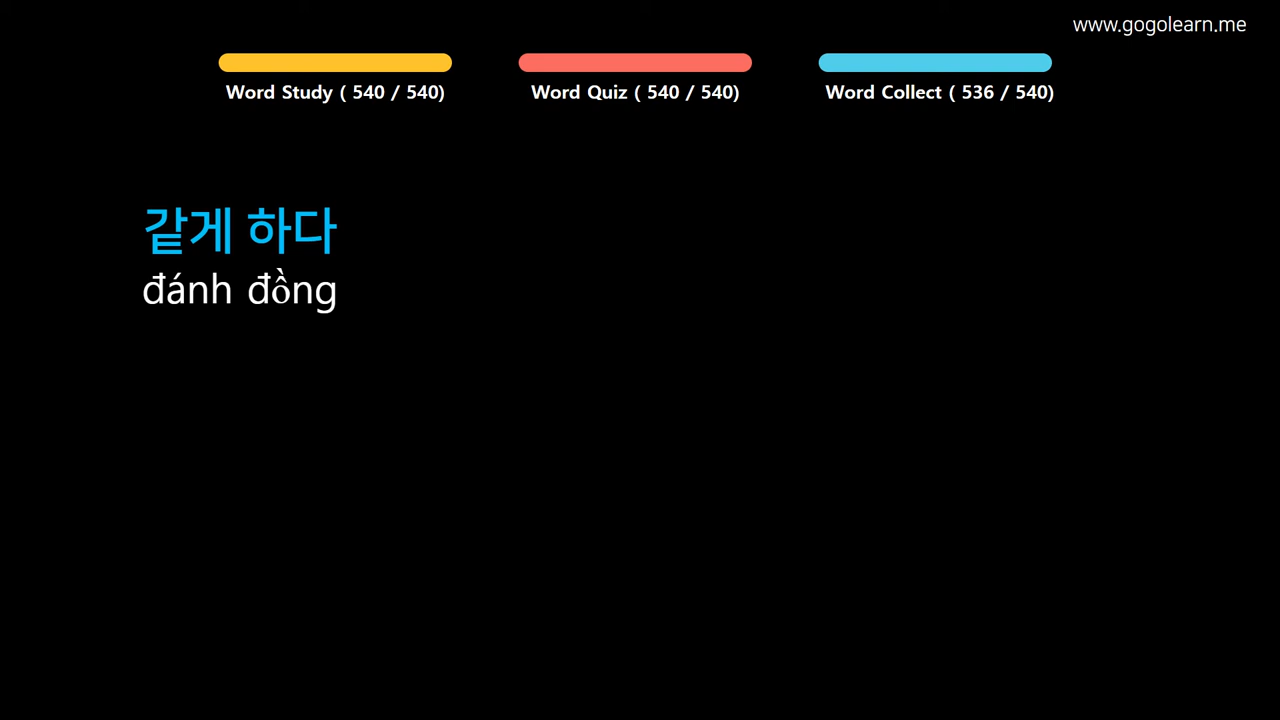 www.gogolearn.me
Word Study ( 540 / 540)
Word Quiz ( 540 / 540)
Word Collect ( 536 / 540)
같게 하다
đánh đồng